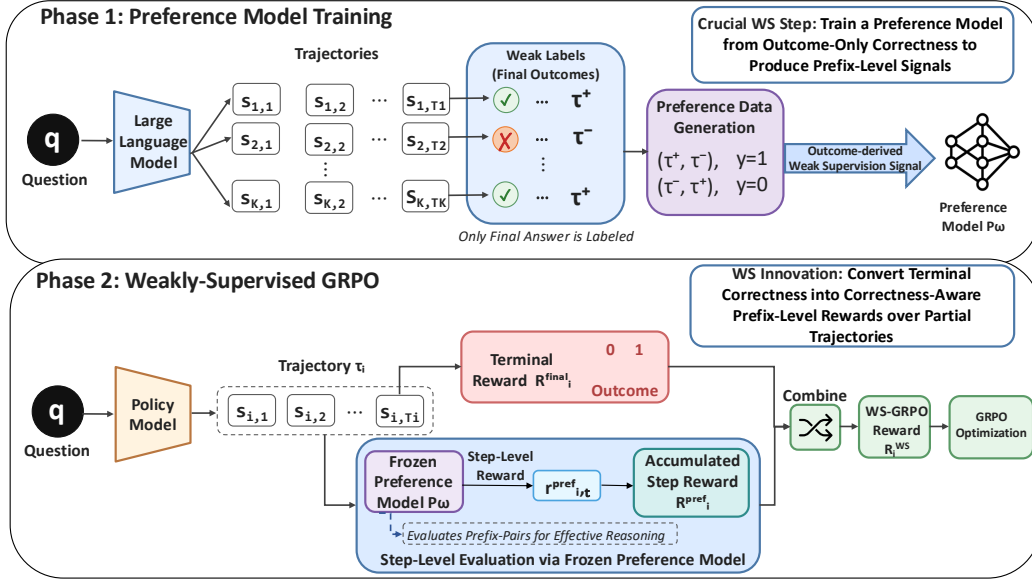 Phase 1: Preference Model Training
Crucial WS Step: Train a Preference Model
from Outcome-Only Correctness to
Produce Prefix-Level Signals
Trajectories
Weak Labels
(Final Outcomes)
q
Question
Large
Language
Model
S1,1 S1,2 ... S1,T1
✓ ... τ+
S2,1 S2,2 ... S2,T2
✗ ... τ−
⋮ ⋮
SK,1 SK,2 ... SK,TK
✓ ... τ+
Only Final Answer is Labeled
Preference Data
Generation
(τ+, τ−), y=1
(τ−, τ+), y=0
Outcome-derived
Weak Supervision Signal
Preference
Model Pω
Phase 2: Weakly-Supervised GRPO
WS Innovation: Convert Terminal
Correctness into Correctness-Aware
Prefix-Level Rewards over Partial
Trajectories
q
Question
Policy
Model
Trajectory τi
Si,1 Si,2 ... Si,Ti
0 1
Terminal
Reward Rfinal i
Outcome
Frozen
Preference
Model Pω
Step-Level
Reward
rpref i,t
Accumulated
Step Reward
Rpref i
Evaluates Prefix-Pairs for Effective Reasoning
Step-Level Evaluation via Frozen Preference Model
Combine
WS-GRPO
Reward
Ri WS
GRPO
Optimization